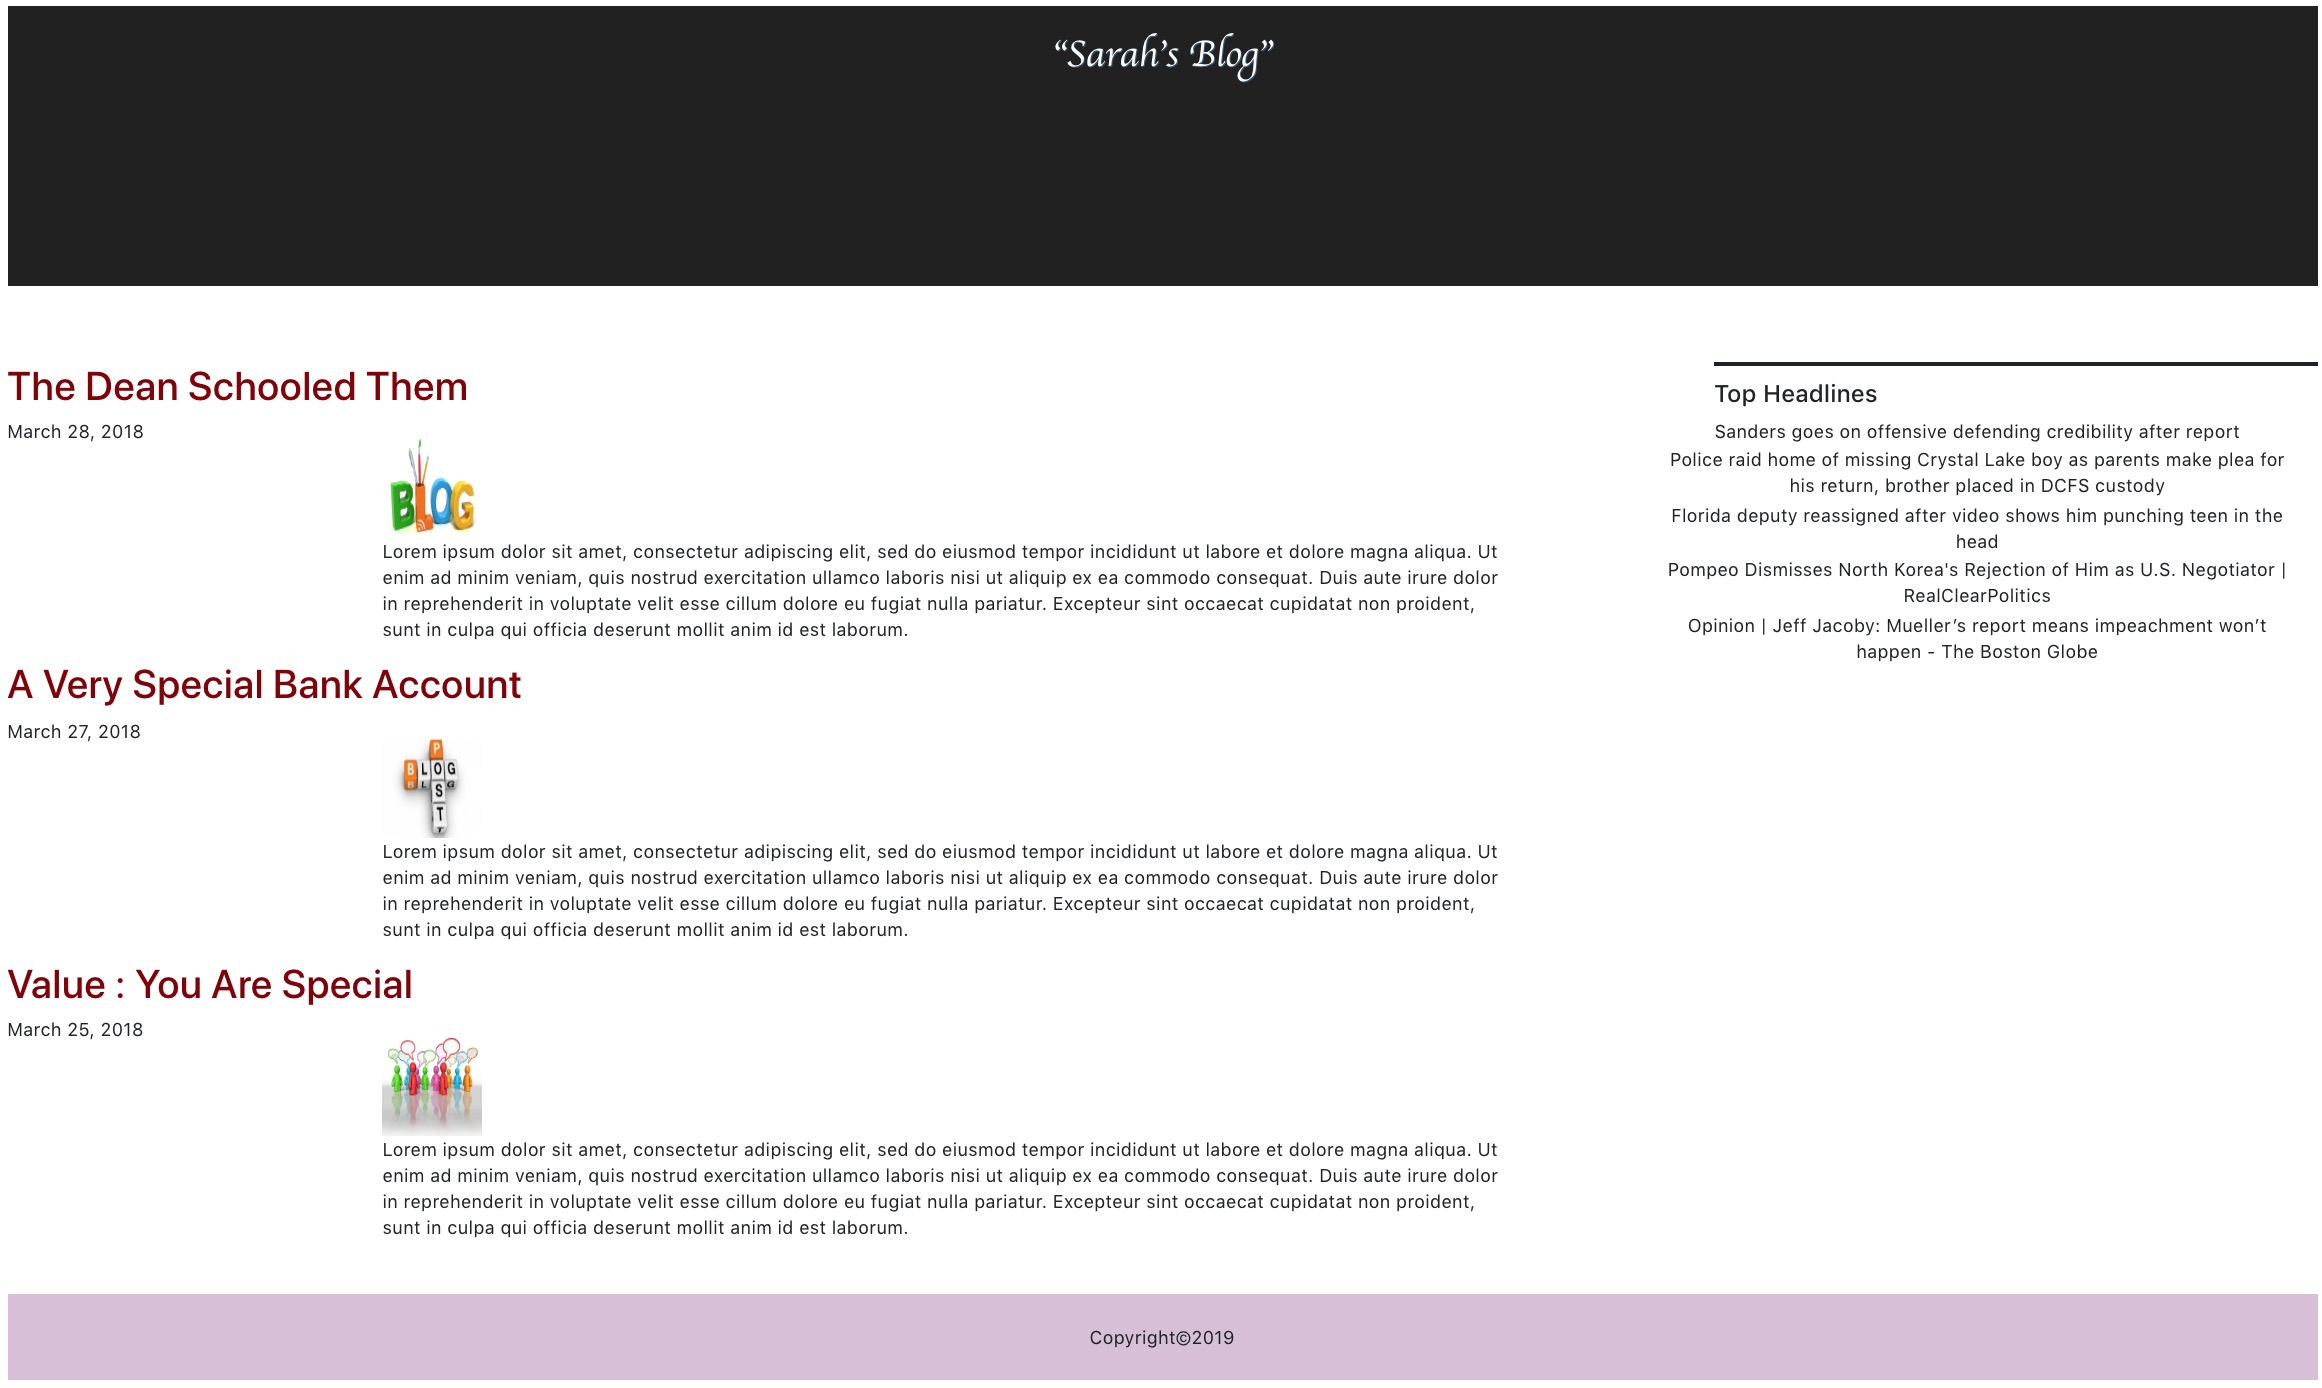 “Sarah’s Blog”
The Dean Schooled Them
March 28, 2018
BLOG
Lorem ipsum dolor sit amet, consectetur adipiscing elit, sed do eiusmod tempor incididunt ut labore et dolore magna aliqua. Ut
enim ad minim veniam, quis nostrud exercitation ullamco laboris nisi ut aliquip ex ea commodo consequat. Duis aute irure dolor
in reprehenderit in voluptate velit esse cillum dolore eu fugiat nulla pariatur. Excepteur sint occaecat cupidatat non proident,
sunt in culpa qui officia deserunt mollit anim id est laborum.
A Very Special Bank Account
March 27, 2018
BLOG
POST
Lorem ipsum dolor sit amet, consectetur adipiscing elit, sed do eiusmod tempor incididunt ut labore et dolore magna aliqua. Ut
enim ad minim veniam, quis nostrud exercitation ullamco laboris nisi ut aliquip ex ea commodo consequat. Duis aute irure dolor
in reprehenderit in voluptate velit esse cillum dolore eu fugiat nulla pariatur. Excepteur sint occaecat cupidatat non proident,
sunt in culpa qui officia deserunt mollit anim id est laborum.
Value : You Are Special
March 25, 2018
Lorem ipsum dolor sit amet, consectetur adipiscing elit, sed do eiusmod tempor incididunt ut labore et dolore magna aliqua. Ut
enim ad minim veniam, quis nostrud exercitation ullamco laboris nisi ut aliquip ex ea commodo consequat. Duis aute irure dolor
in reprehenderit in voluptate velit esse cillum dolore eu fugiat nulla pariatur. Excepteur sint occaecat cupidatat non proident,
sunt in culpa qui officia deserunt mollit anim id est laborum.
Top Headlines
Sanders goes on offensive defending credibility after report
Police raid home of missing Crystal Lake boy as parents make plea for
his return, brother placed in DCFS custody
Florida deputy reassigned after video shows him punching teen in the
head
Pompeo Dismisses North Korea's Rejection of Him as U.S. Negotiator |
RealClearPolitics
Opinion | Jeff Jacoby: Mueller’s report means impeachment won’t
happen - The Boston Globe
Copyright©2019